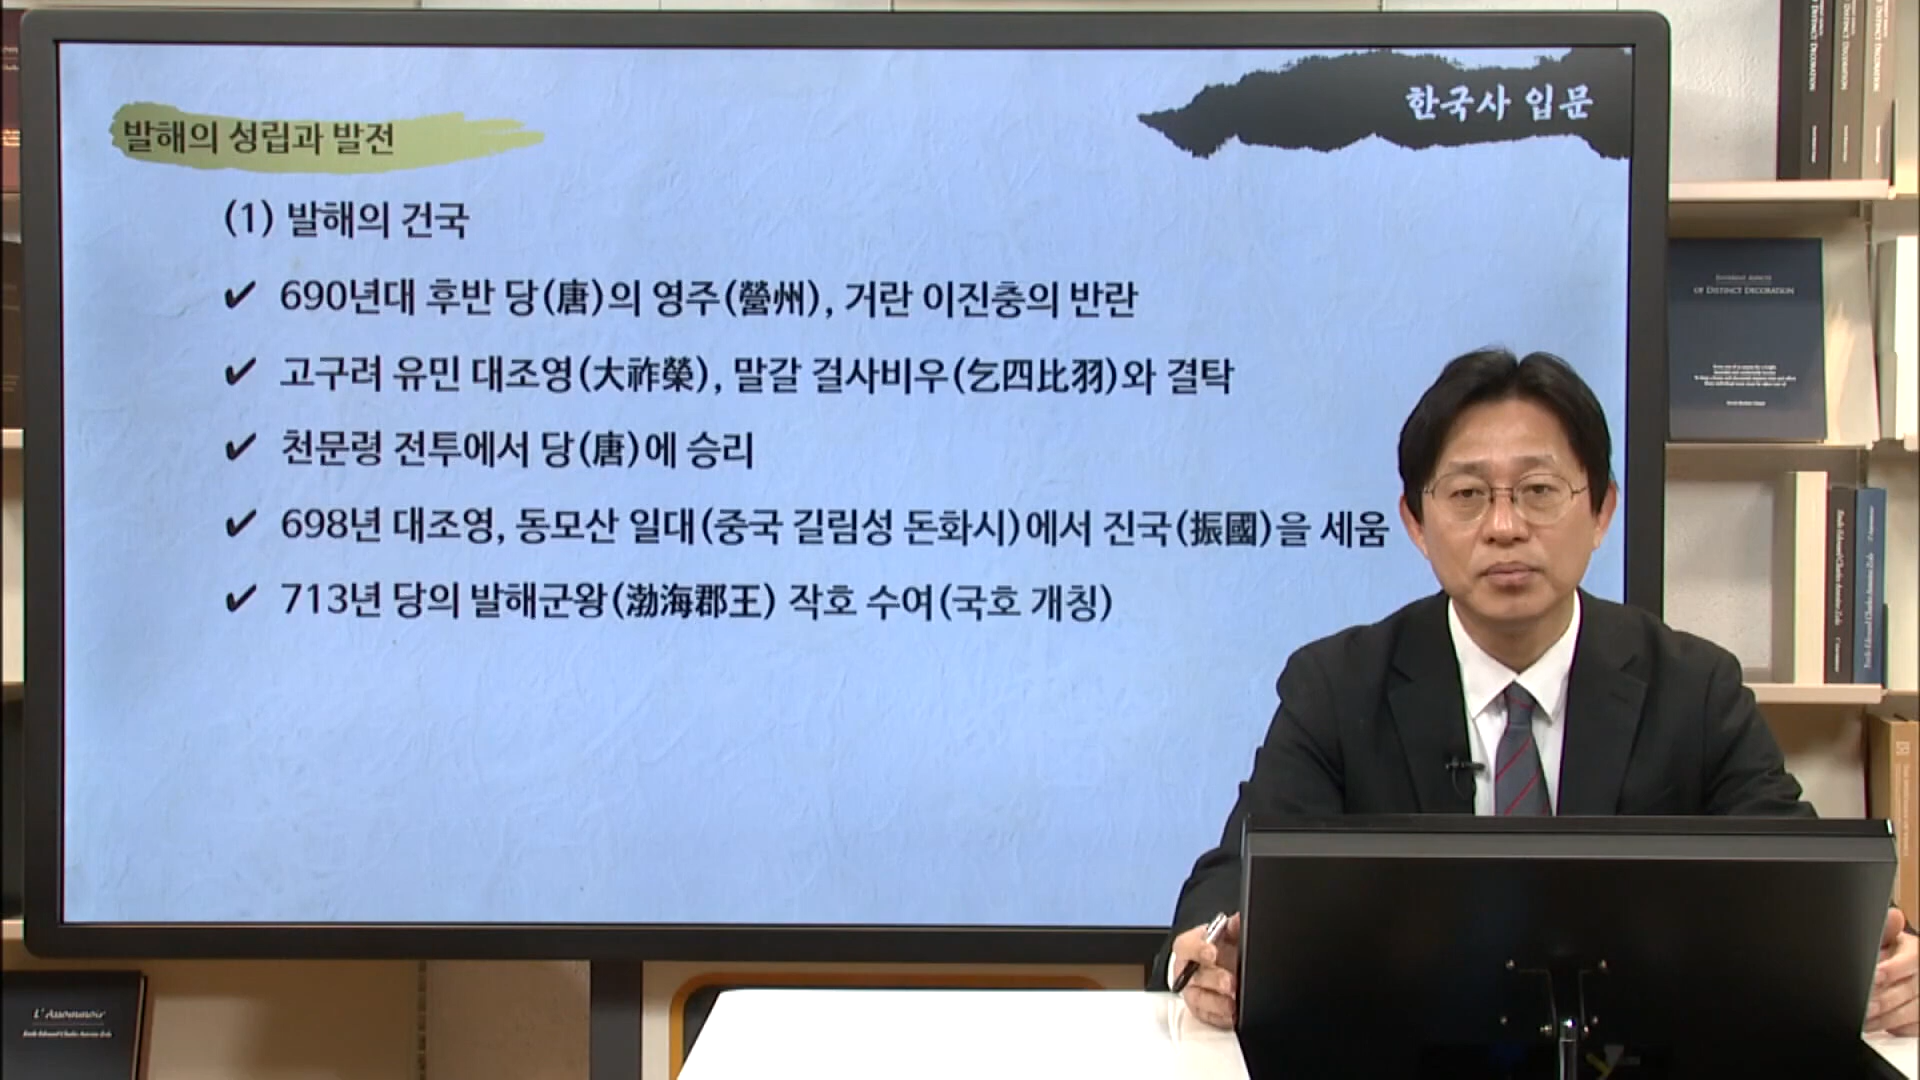 한국사 입문
발해의 성립과 발전
(1) 발해의 건국
✔ 690년대 후반 당(唐)의 영주(營州), 거란 이진충의 반란
✔ 고구려 유민 대조영(大祚榮), 말갈 걸사비우(乞四比羽)와 결탁
✔ 천문령 전투에서 당(唐)에 승리
✔ 698년 대조영, 동모산 일대(중국 길림성 돈화시)에서 진국(振國)을 세움
✔ 713년 당의 발해군왕(渤海郡王) 작호 수여(국호 개칭)
OF DISTINCT DECORATION
L'Assommoir